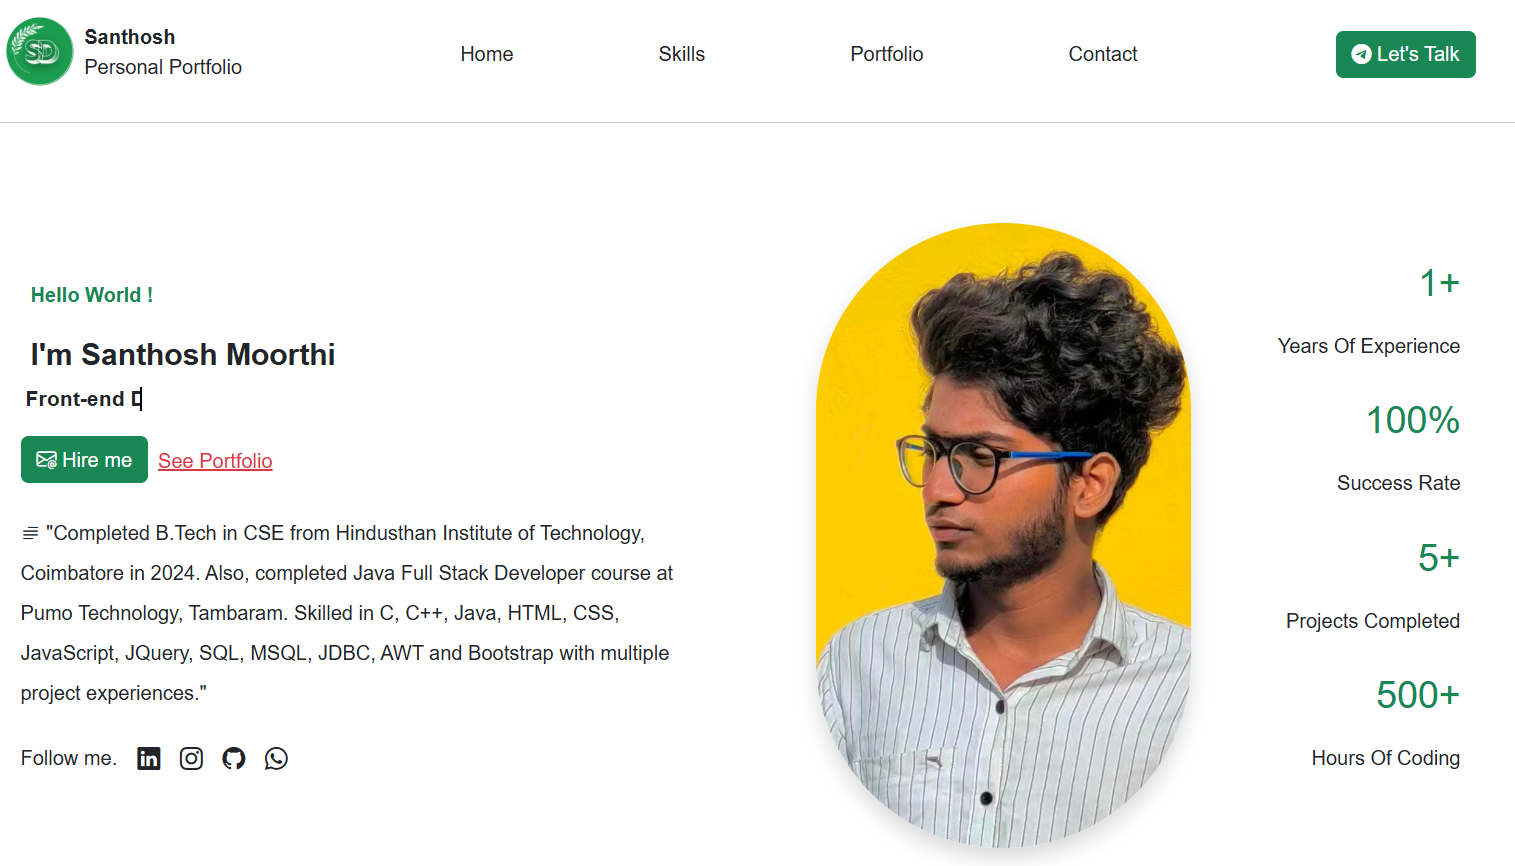 SD
Santhosh
Personal Portfolio
Home
Skills
Portfolio
Contact
Let's Talk
Hello World !
I'm Santhosh Moorthi
Front-end D
Hire me
See Portfolio
"Completed B.Tech in CSE from Hindusthan Institute of Technology,
Coimbatore in 2024. Also, completed Java Full Stack Developer course at
Pumo Technology, Tambaram. Skilled in C, C++, Java, HTML, CSS,
JavaScript, JQuery, SQL, MSQL, JDBC, AWT and Bootstrap with multiple
project experiences."
Follow me.
in
1+
Years Of Experience
100%
Success Rate
5+
Projects Completed
500+
Hours Of Coding